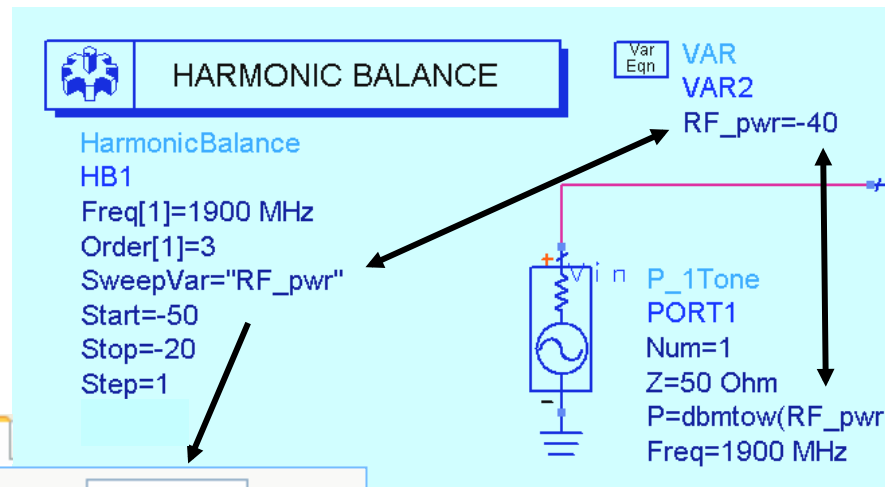 HARMONIC BALANCE
HarmonicBalance
HB1
Freq[1]=1900 MHz
Order[1]=3
SweepVar="RF_pwr"
Start=-50
Stop=-20
Step=1
Var
Eqn
VAR
VAR2
RF_pwr=-40
+
Vin
-
P_1Tone
PORT1
Num=1
Z=50 Ohm
P=dbmtow(RF_pwr
Freq=1900 MHz